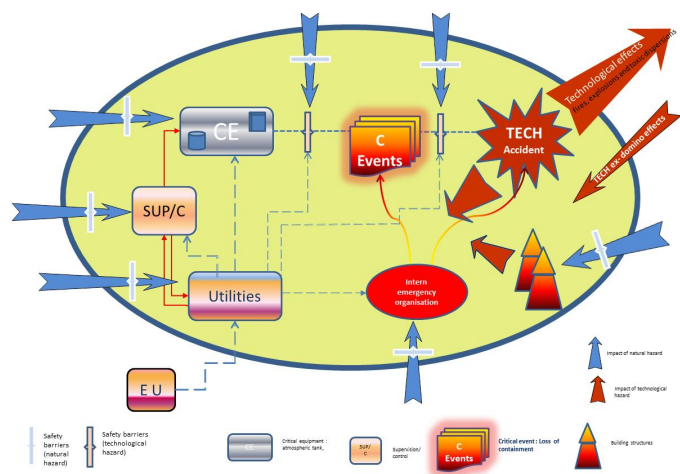 Technological effects
fires, explosions and toxic dispersions
CE
C
Events
TECH
Accident
TECH ex- domino effects
SUP/C
Utilities
Intern
emergency
organisation
E U
Impact of natural hazard
Impact of technological
hazard
Safety
barriers
(natural
hazard)
Safety barriers
(technological
hazard)
CE
Critical equipment :
atmospheric tank,
SUP/
C
Supervision/
control
C
Events
Critical event : Loss of
containment
Building structures